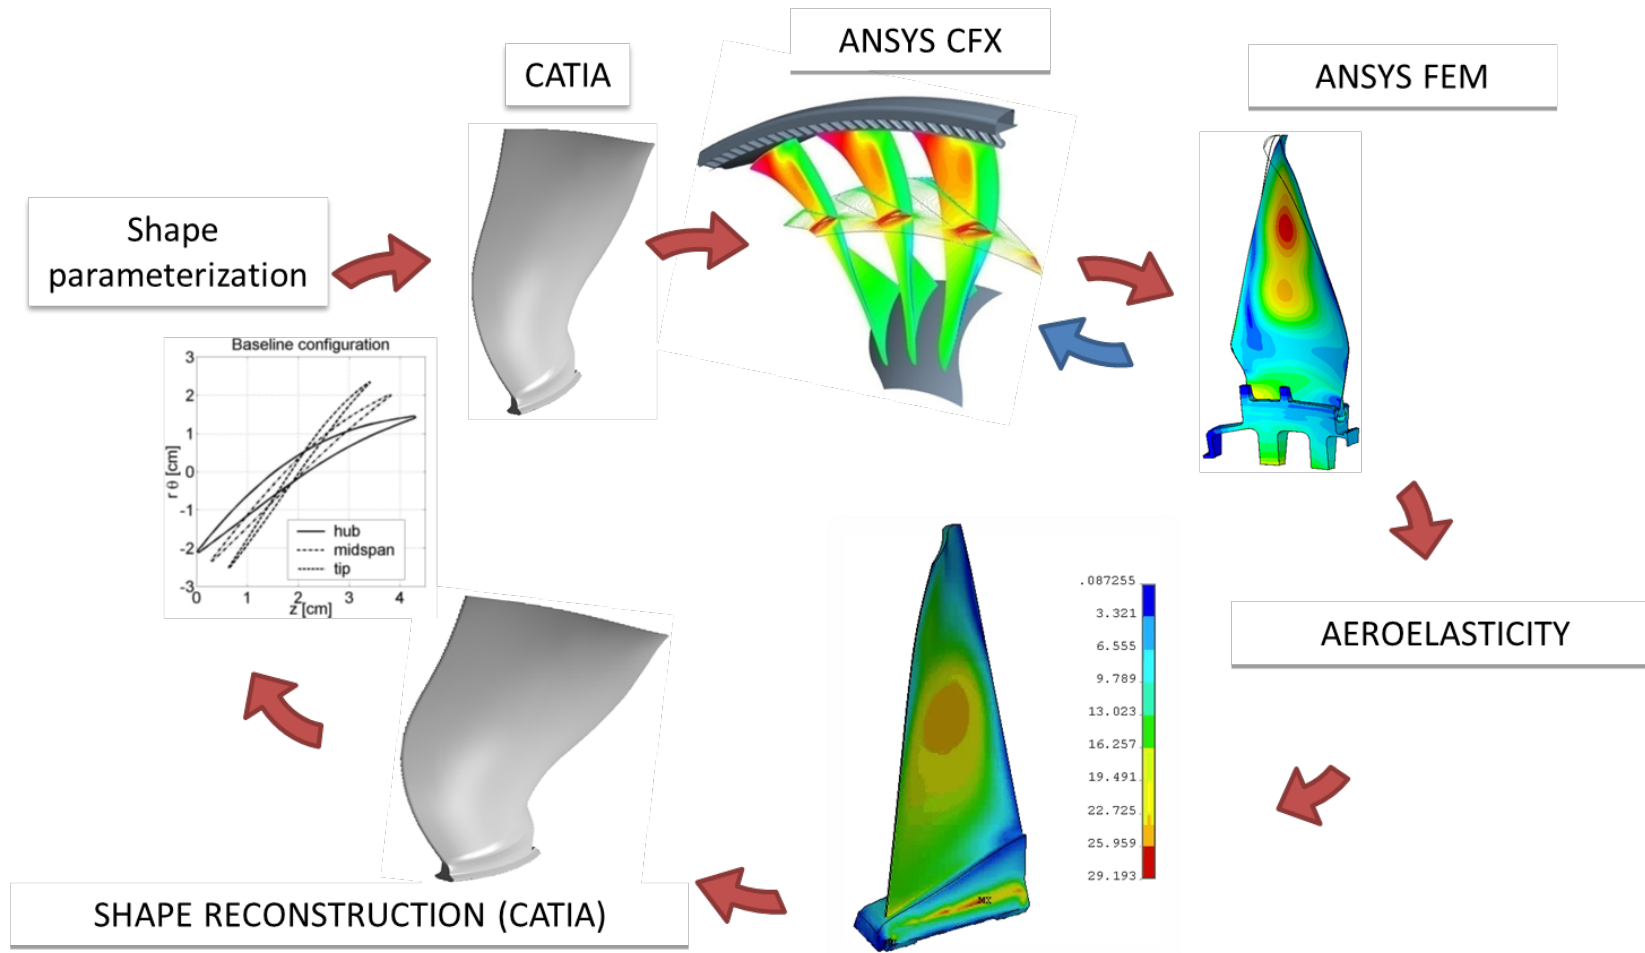 ANSYS CFX
CATIA
ANSYS FEM
Shape
parameterization
Baseline configuration
3
2
1
0
-1
-2
-3
r θ [cm]
hub
midspan
tip
0
1
2
3
4
z [cm]
.087255
3.321
6.555
9.789
13.023
16.257
19.491
22.725
25.959
29.193
MX
AEROELASTICITY
SHAPE RECONSTRUCTION (CATIA)